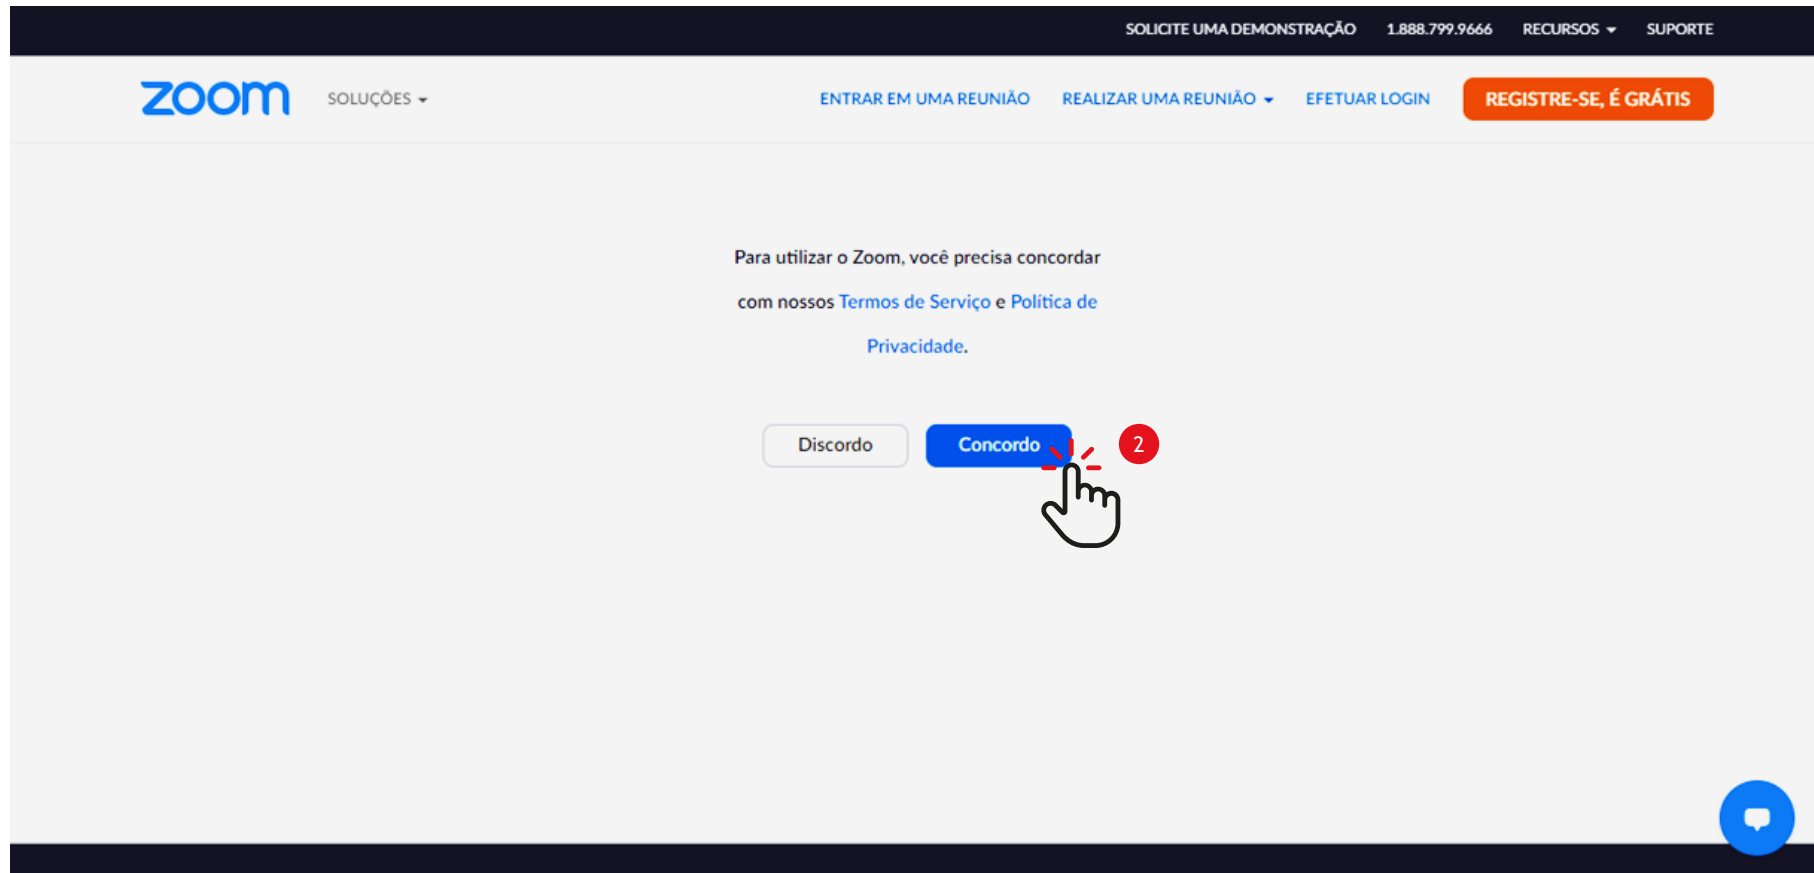 SOLICITE UMA DEMONSTRAÇÃO 1.888.799.9666 RECURSOS SUPORTE
zoom SOLUÇÕES ENTRAR EM UMA REUNIÃO REALIZAR UMA REUNIÃO EFETUAR LOGIN REGISTRE-SE, É GRÁTIS
Para utilizar o Zoom, você precisa concordar
com nossos Termos de Serviço e Política de
Privacidade.
Discordo Concordo 2